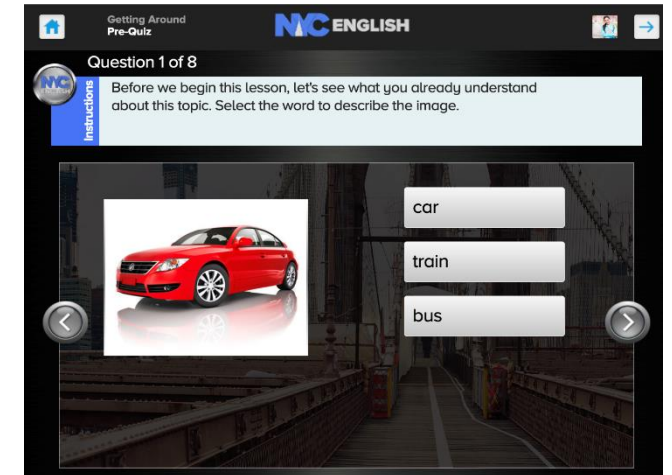 Getting Around
Pre-Quiz
NYC ENGLISH
Question 1 of 8
NYC
Instructions
Before we begin this lesson, let's see what you already understand
about this topic. Select the word to describe the image.
car
train
bus